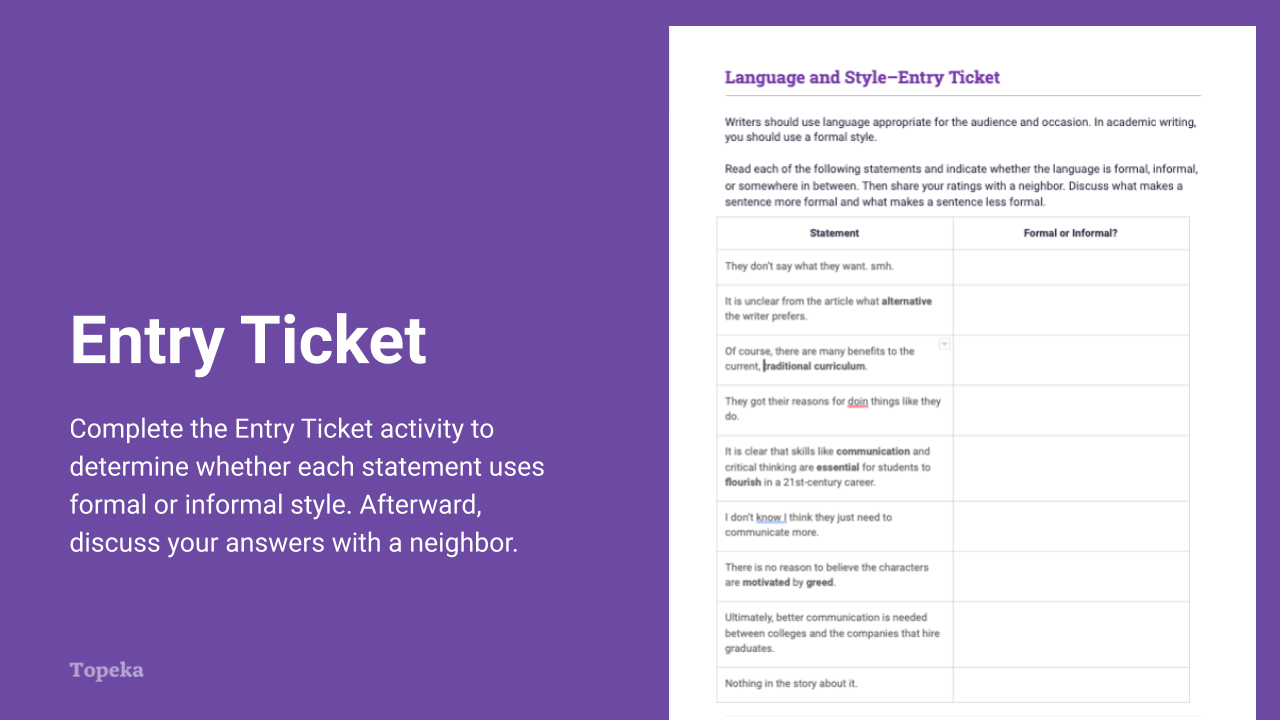 Entry Ticket
Complete the Entry Ticket activity to
determine whether each statement uses
formal or informal style. Afterward,
discuss your answers with a neighbor.
Topeka
Language and Style–Entry Ticket
Writers should use language appropriate for the audience and occasion. In academic writing,
you should use a formal style.
Read each of the following statements and indicate whether the language is formal, informal,
or somewhere in between. Then share your ratings with a neighbor. Discuss what makes a
sentence more formal and what makes a sentence less formal.
Statement
Formal or Informal?
They don't say what they want. smh.
It is unclear from the article what alternative
the writer prefers.
Of course, there are many benefits to the
current, traditional curriculum.
They got their reasons for doin things like they
do.
It is clear that skills like communication and
critical thinking are essential for students to
flourish in a 21st-century career.
I don't know I think they just need to
communicate more.
There is no reason to believe the characters
are motivated by greed.
Ultimately, better communication is needed
between colleges and the companies that hire
graduates.
Nothing in the story about it.